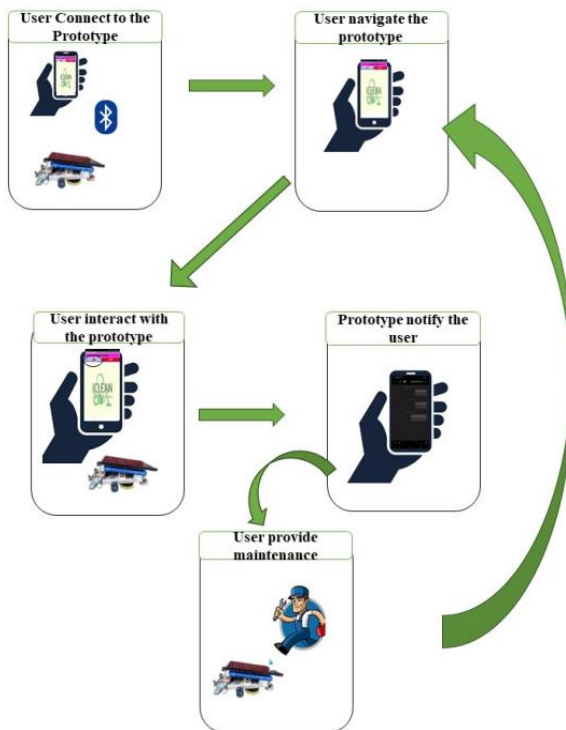 User Connect to the
Prototype
User navigate the
prototype
User interact with
the prototype
Prototype notify the
user
User provide
maintenance